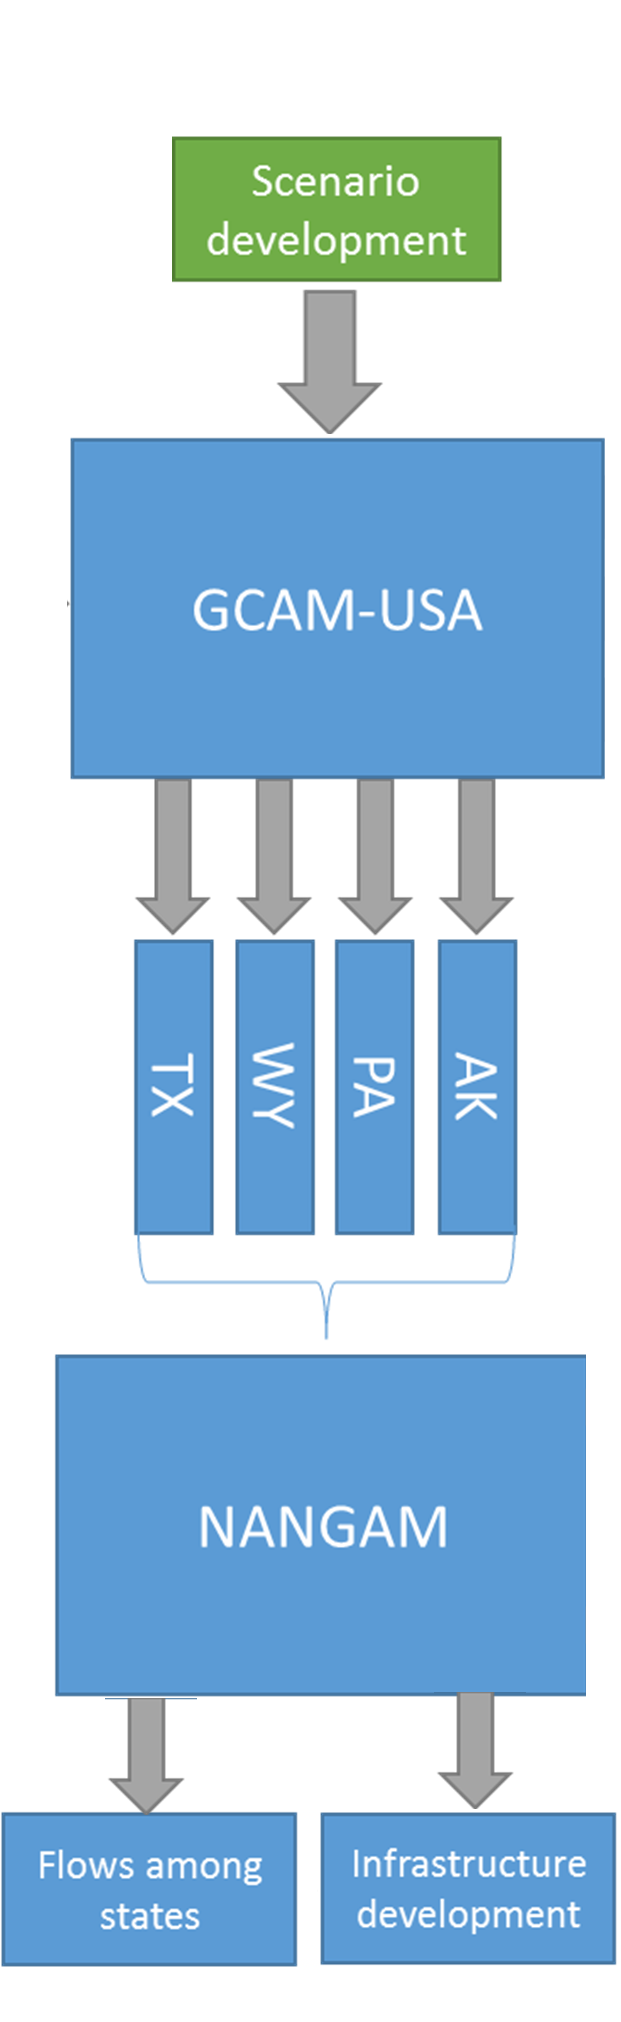 Scenario
development
GCAM-USA
TX
WY
PA
AK
NANGAM
Flows among
states
Infrastructure
development